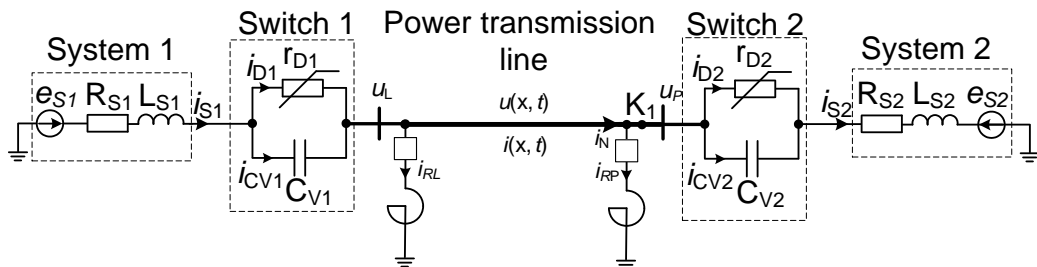 System 1
Switch 1
Power transmission
line
Switch 2
System 2
e_S1
R_S1
L_S1
i_S1
i_D1
r_D1
i_CV1
C_V1
u_L
i_RL
u(x, t)
i(x, t)
K_1
i_N
i_RP
u_P
i_D2
r_D2
i_CV2
C_V2
i_S2
R_S2
L_S2
e_S2